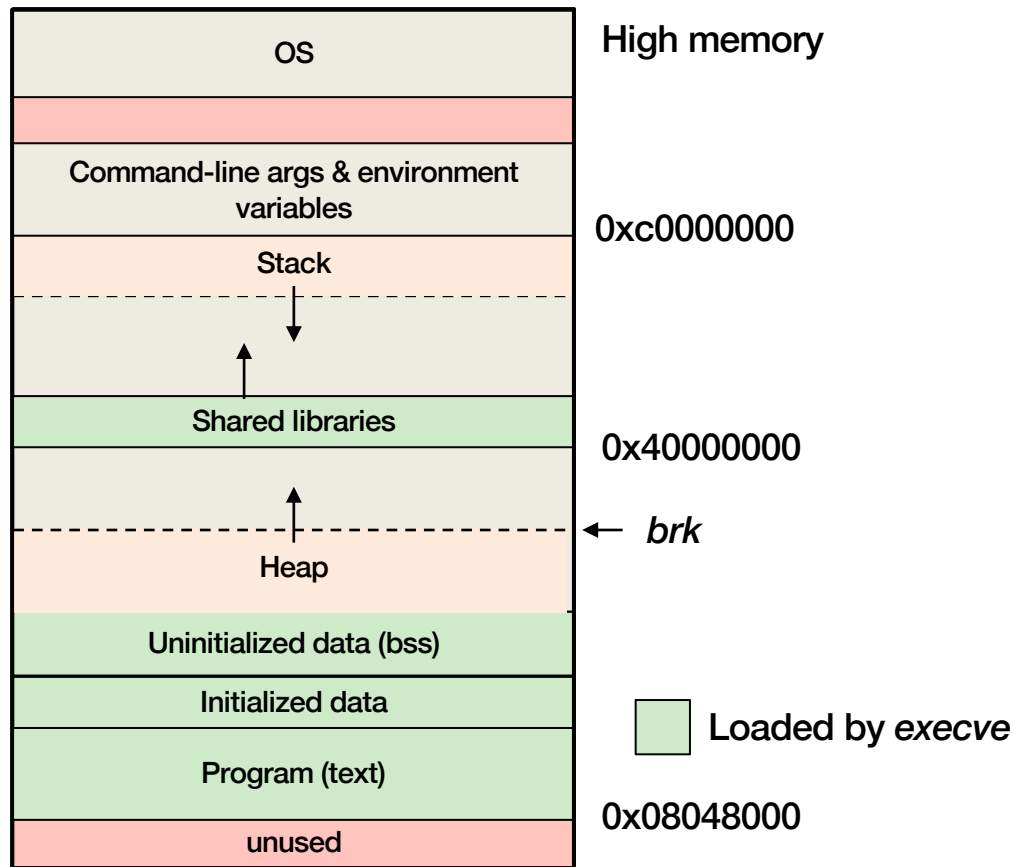 OS
High memory
Command-line args & environment
variables
0xc0000000
Stack
Shared libraries
0x40000000
brk
Heap
Uninitialized data (bss)
Initialized data
Loaded by execve
Program (text)
0x08048000
unused